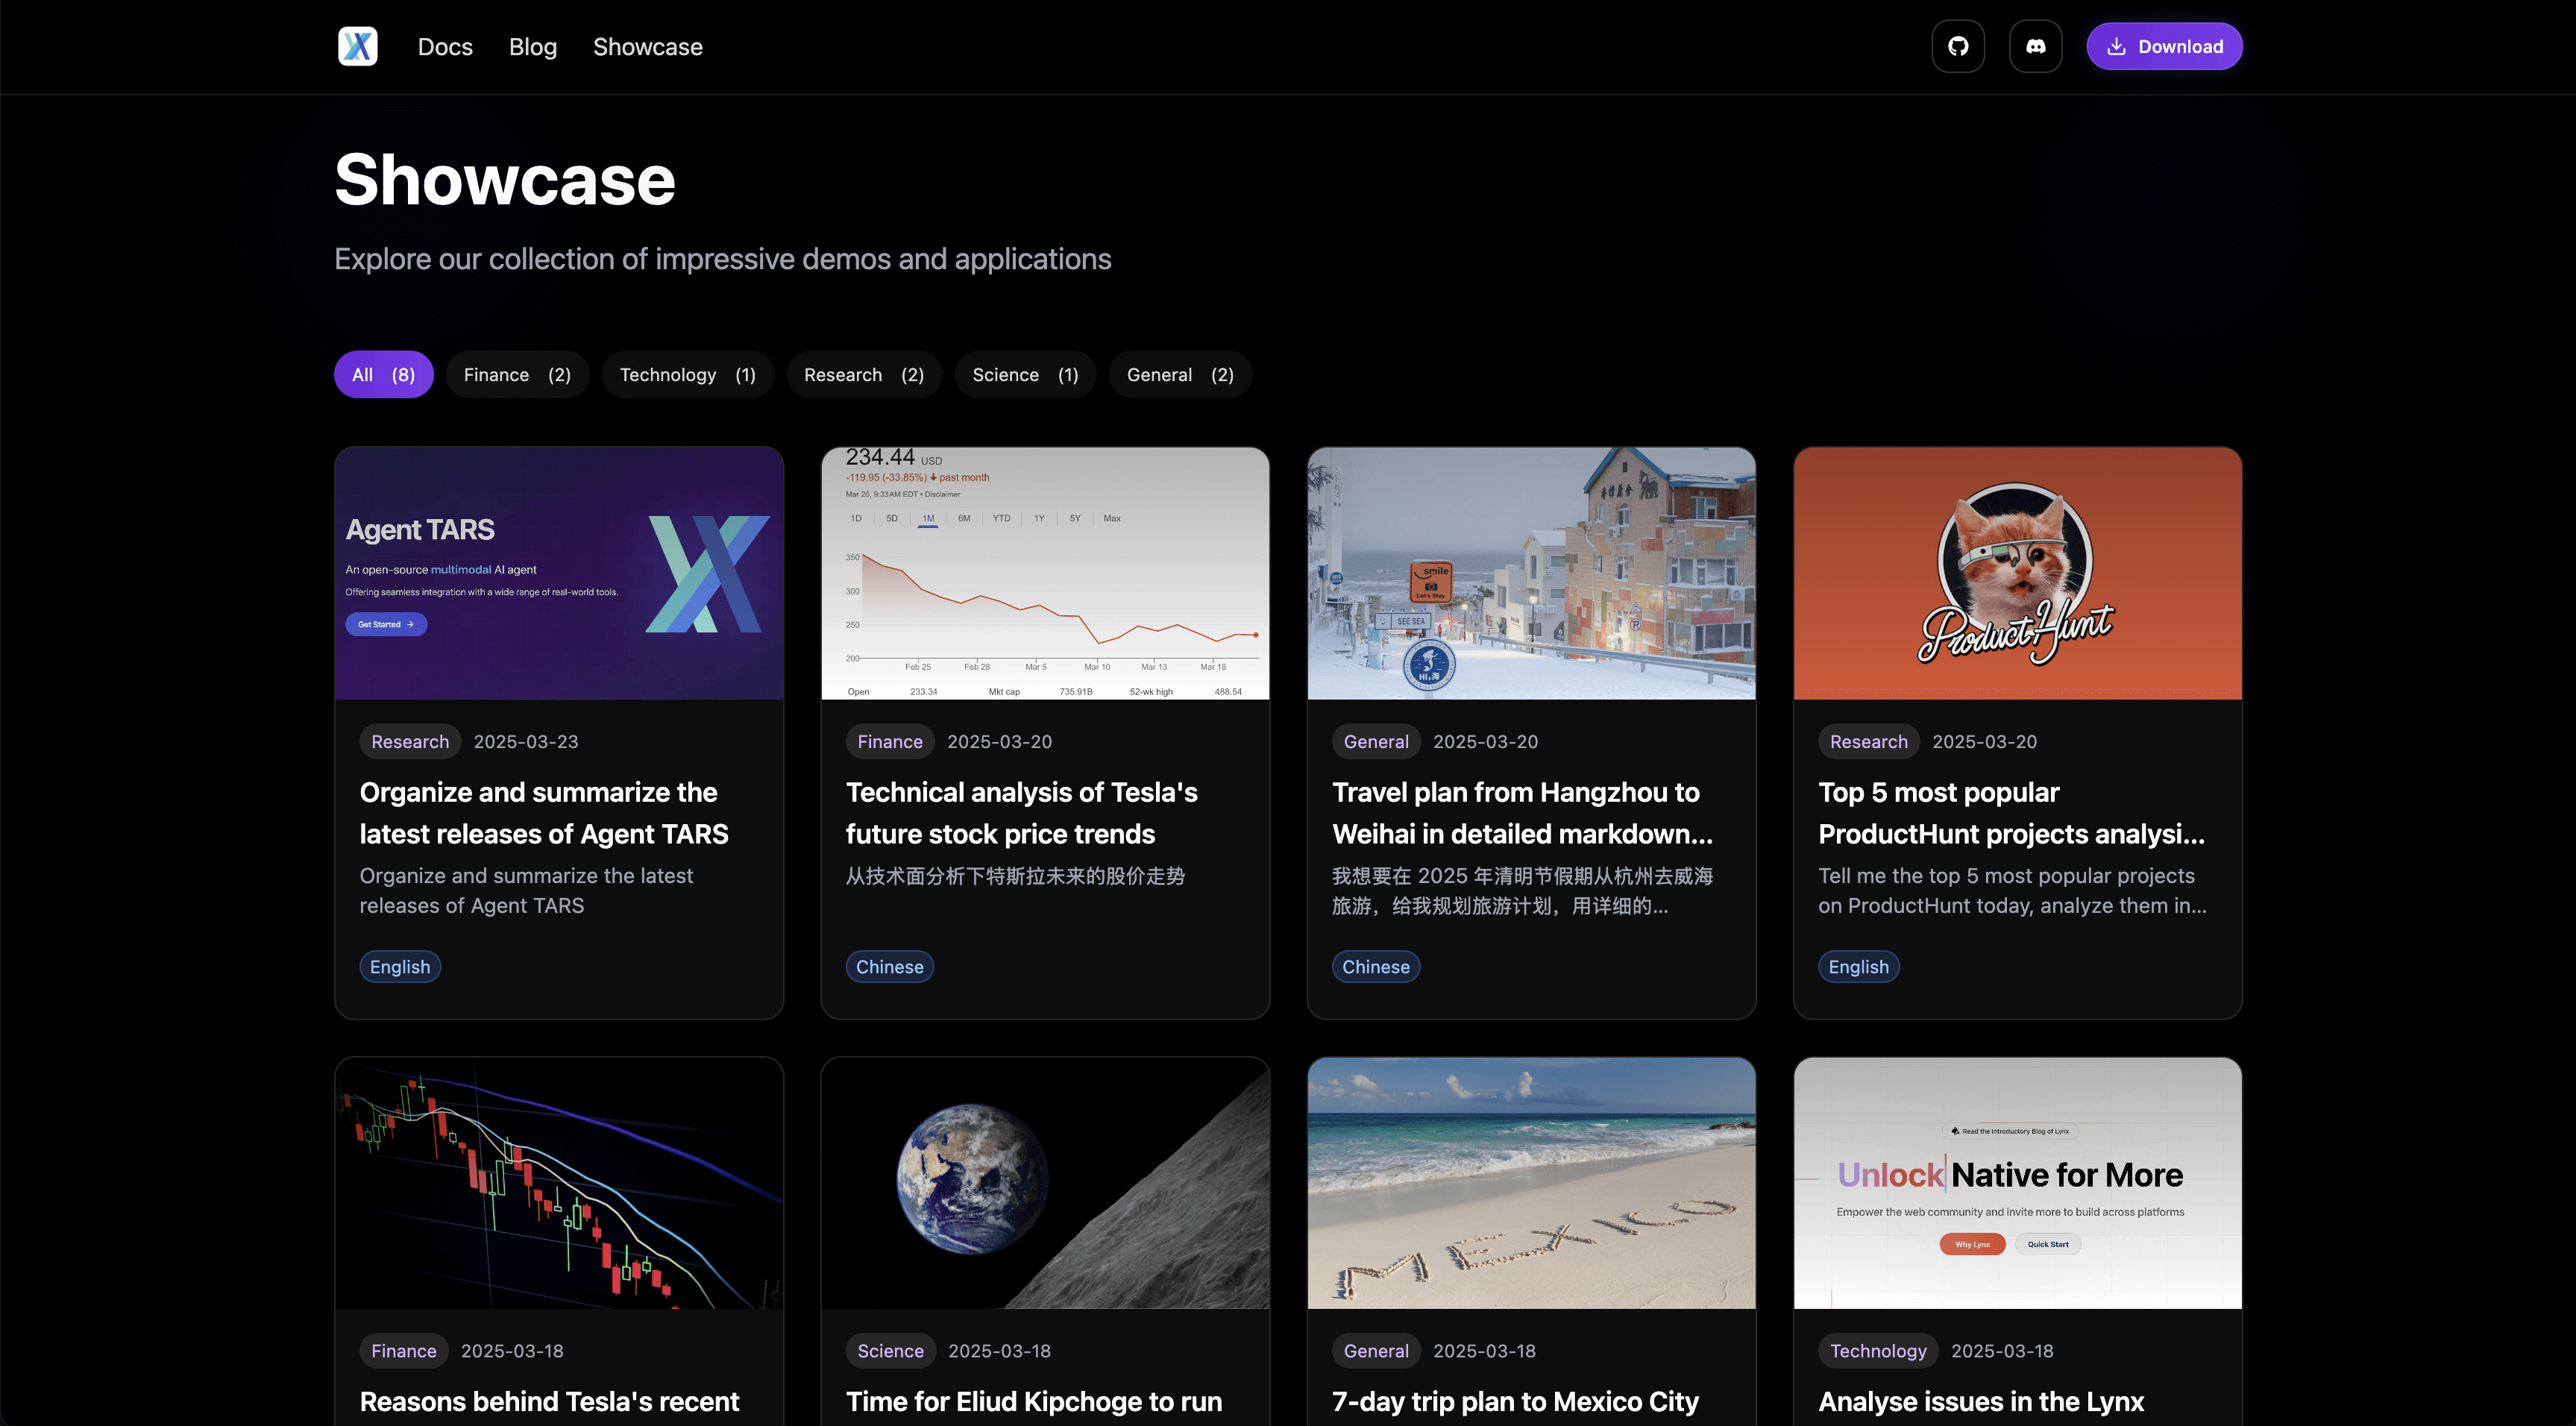 Docs Blog Showcase Download
Showcase
Explore our collection of impressive demos and applications
All (8) Finance (2) Technology (1) Research (2) Science (1) General (2)
Agent TARS
An open-source multimodal AI agent
Offering seamless integration with a wide range of real-world tools.
Get Started →
Research 2025-03-23
Organize and summarize the
latest releases of Agent TARS
Organize and summarize the latest
releases of Agent TARS
English
234.44 USD
-119.95 (-33.85%) ↓ past month
Mar 20, 9:33 AM EDT • Disclaimer
1D 5D 1M 6M YTD 1Y 5Y Max
350
300
250
200
Feb 25 Feb 28 Mar 5 Mar 10 Mar 13 Mar 18
Open 233.34 Mkt cap 735.91B 52-wk high 488.54
Finance 2025-03-20
Technical analysis of Tesla's
future stock price trends
从技术面分析下特斯拉未来的股价走势
Chinese
smile
Let's Stay
SEE SEA
HI,海
General 2025-03-20
Travel plan from Hangzhou to
Weihai in detailed markdown...
我想要在 2025 年清明节假期从杭州去威海
旅游，给我规划旅游计划，用详细的...
Chinese
ProductHunt
Research 2025-03-20
Top 5 most popular
ProductHunt projects analysi...
Tell me the top 5 most popular projects
on ProductHunt today, analyze them in...
English
Finance 2025-03-18
Reasons behind Tesla's recent
Science 2025-03-18
Time for Eliud Kipchoge to run
MEXICO
General 2025-03-18
7-day trip plan to Mexico City
Read the Introductory Blog of Lynx
Unlock Native for More
Empower the web community and invite more to build across platforms
Why Lynx Quick Start
Technology 2025-03-18
Analyse issues in the Lynx